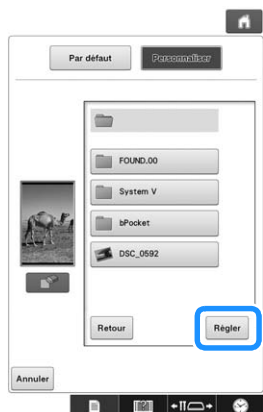 Par défaut
Personnaliser
FOUND.00
System V
bPocket
DSC_0592
Retour
Régler
Annuler